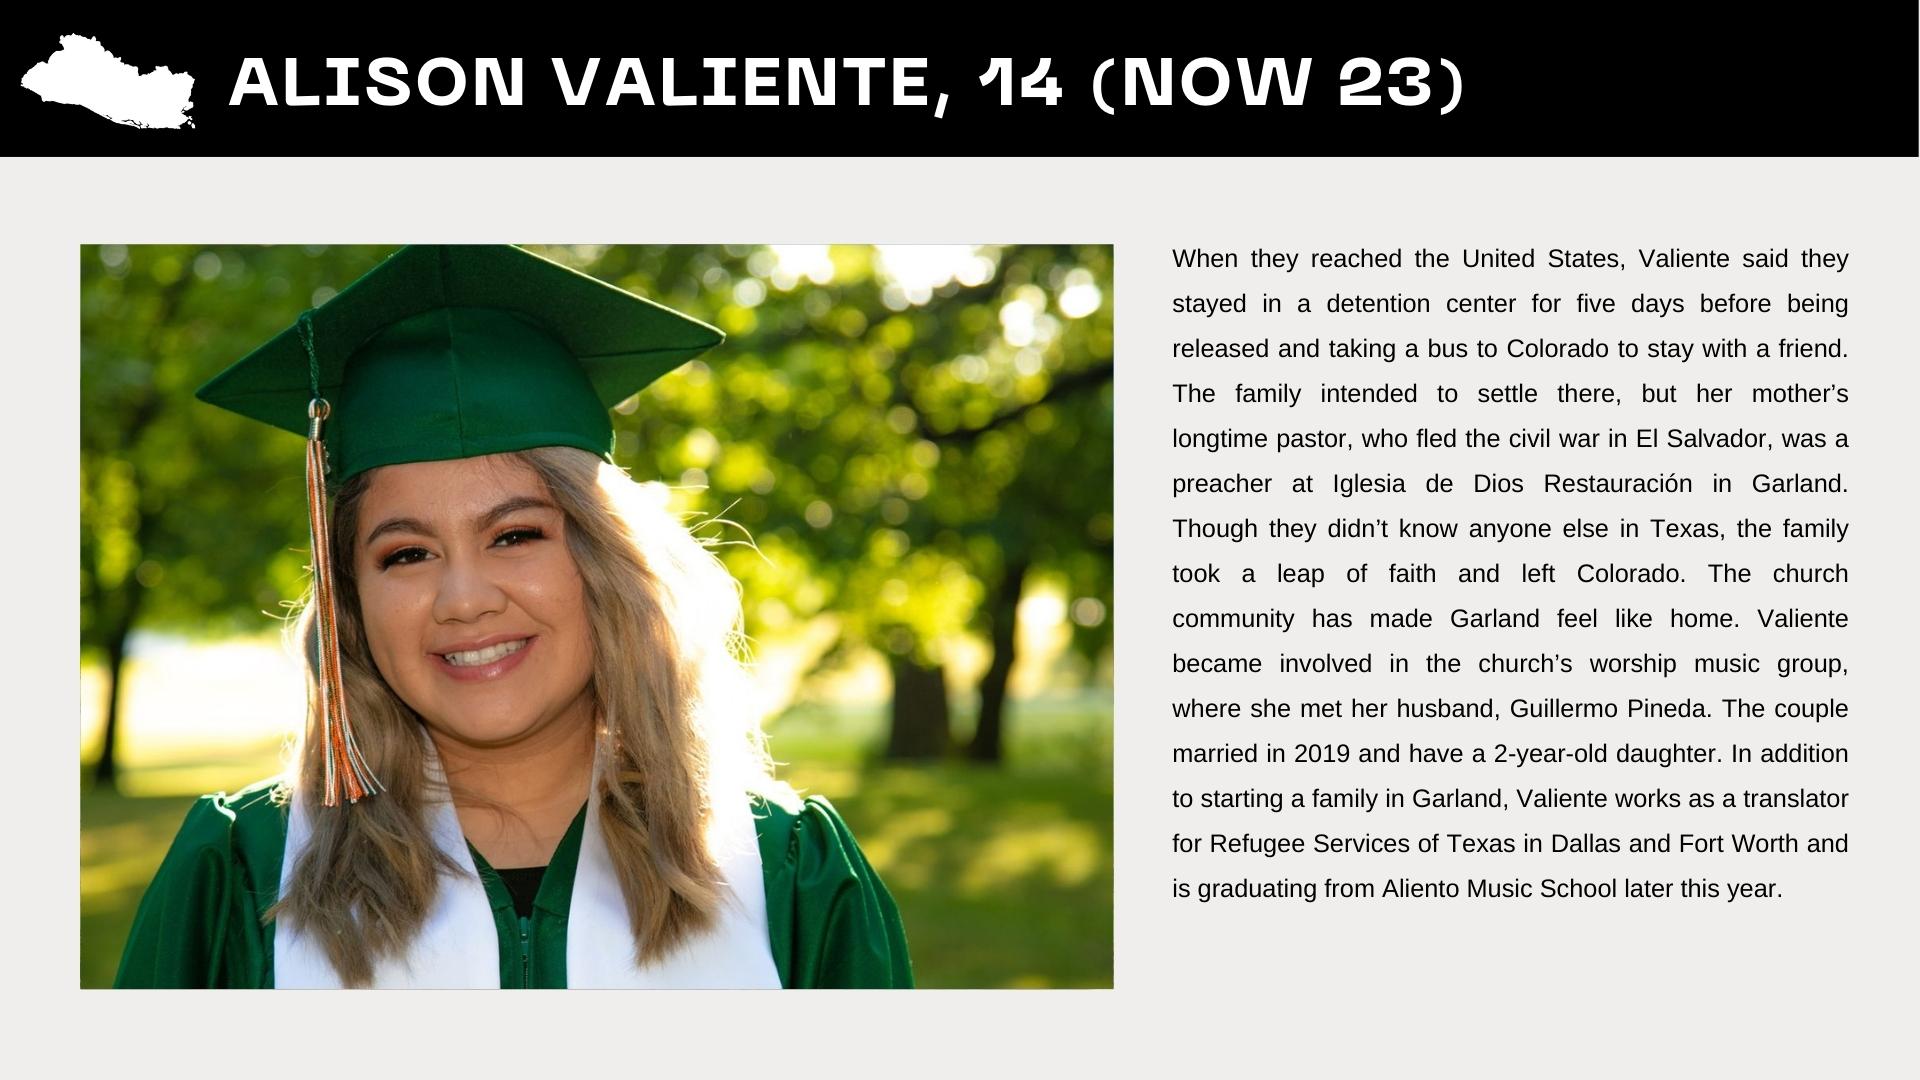 ALISON VALIENTE, 14 (NOW 23)
When they reached the United States, Valiente said they
stayed in a detention center for five days before being
released and taking a bus to Colorado to stay with a friend.
The family intended to settle there, but her mother’s
longtime pastor, who fled the civil war in El Salvador, was a
preacher at Iglesia de Dios Restauración in Garland.
Though they didn’t know anyone else in Texas, the family
took a leap of faith and left Colorado. The church
community has made Garland feel like home. Valiente
became involved in the church’s worship music group,
where she met her husband, Guillermo Pineda. The couple
married in 2019 and have a 2-year-old daughter. In addition
to starting a family in Garland, Valiente works as a translator
for Refugee Services of Texas in Dallas and Fort Worth and
is graduating from Aliento Music School later this year.